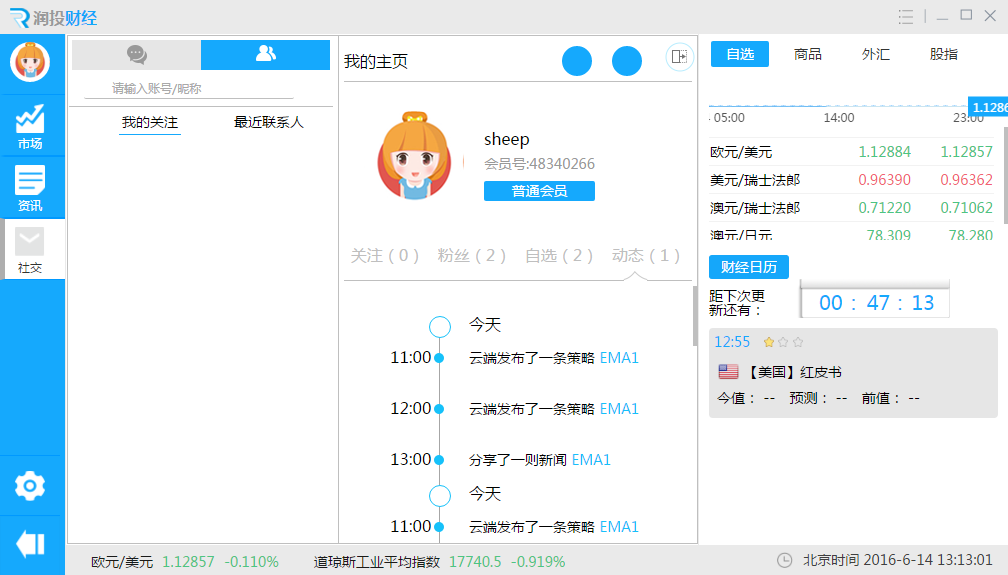 润投财经
市场
资讯
社交
请输入账号/昵称
我的关注 最近联系人
我的主页
sheep
会员号:48340266
普通会员
关注 ( 0 ) 粉丝 ( 2 ) 自选 ( 2 ) 动态 ( 1 )
今天
11:00 云端发布了一条策略 EMA1
12:00 云端发布了一条策略 EMA1
13:00 分享了一则新闻 EMA1
今天
11:00 云端发布了一条策略 EMA1
自选 商品 外汇 股指
1.1286
05:00 14:00 23:00
欧元/美元 1.12884 1.12857
美元/瑞士法郎 0.96390 0.96362
澳元/瑞士法郎 0.71220 0.71062
澳元/日元 78.309 78.280
财经日历
距下次更
新还有：
00 : 47 : 13
12:55
【美国】红皮书
今值： -- 预测： -- 前值： --
欧元/美元 1.12857 -0.110% 道琼斯工业平均指数 17740.5 -0.919%
北京时间 2016-6-14 13:13:01